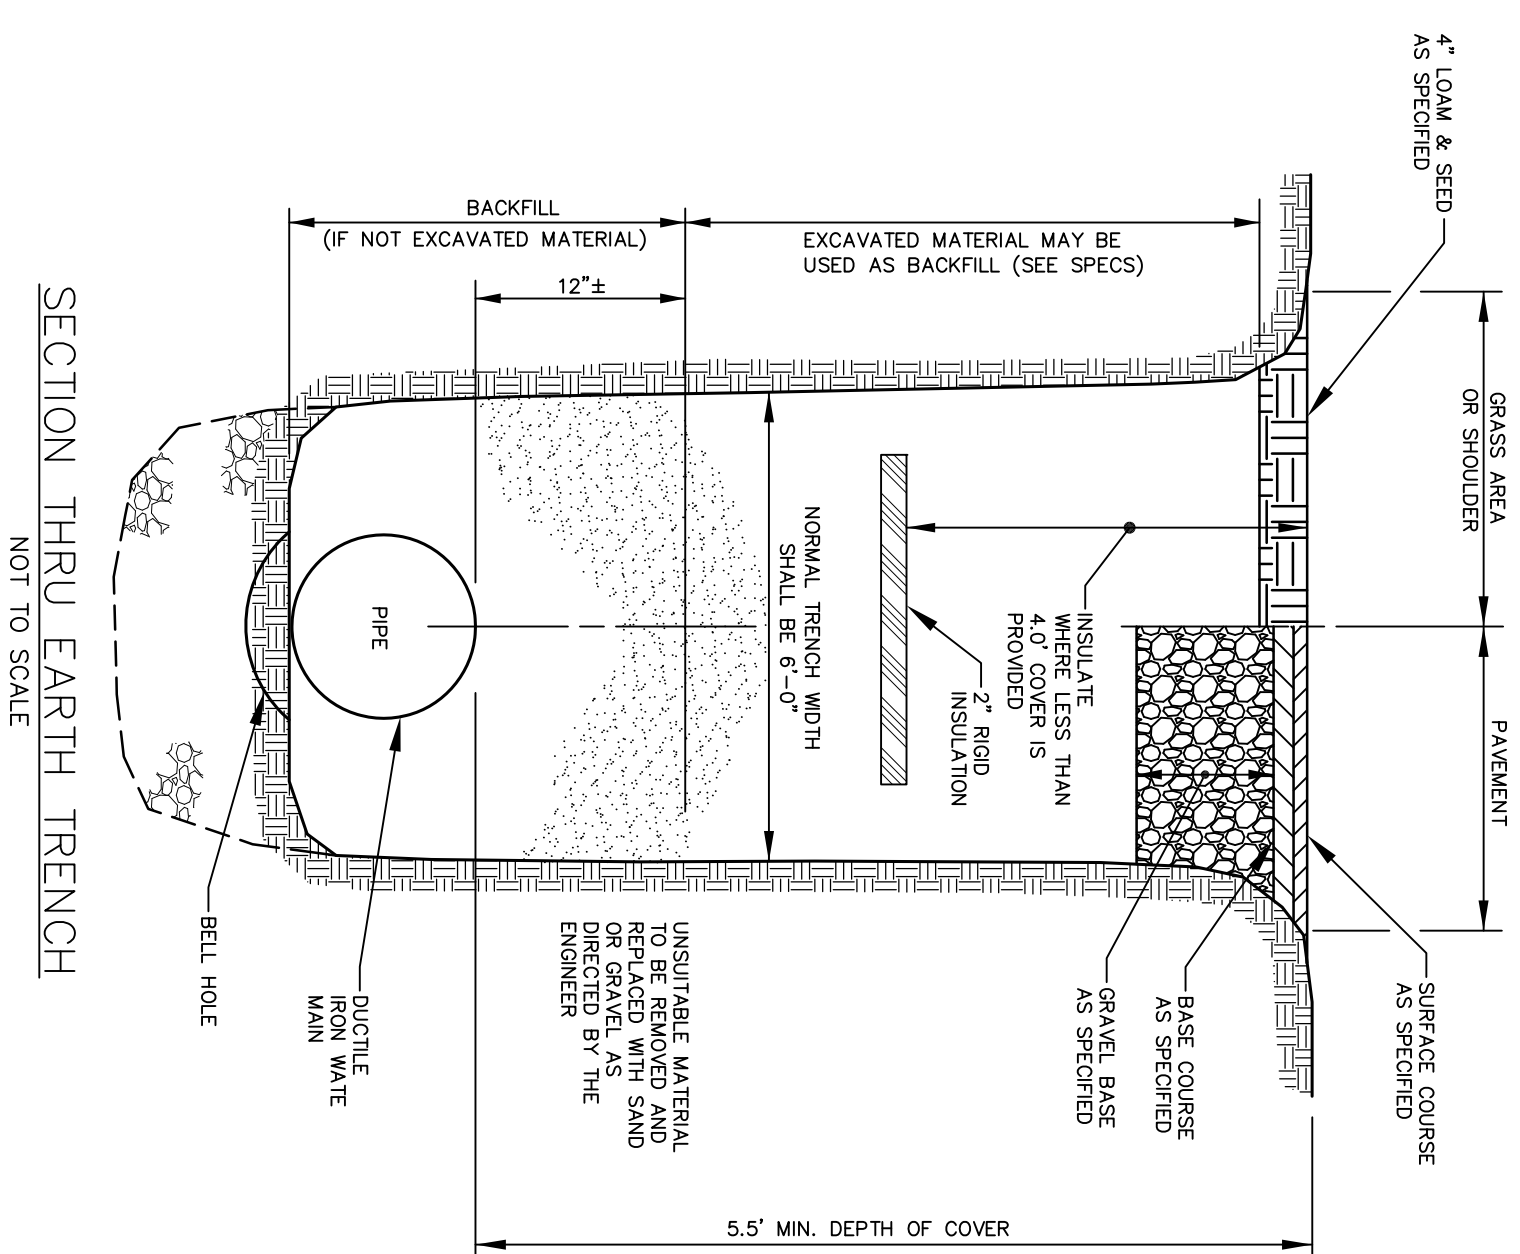 4" LOAM & SEED
AS SPECIFIED
GRASS AREA
OR SHOULDER
PAVEMENT
SURFACE COURSE
AS SPECIFIED
BASE COURSE
AS SPECIFIED
GRAVEL BASE
AS SPECIFIED
INSULATE
WHERE LESS THAN
4.0' COVER IS
PROVIDED
2" RIGID
INSULATION
NORMAL TRENCH WIDTH
SHALL BE 6'-0"
EXCAVATED MATERIAL MAY BE
USED AS BACKFILL (SEE SPECS)
BACKFILL
(IF NOT EXCAVATED MATERIAL)
12"±
UNSUITABLE MATERIAL
TO BE REMOVED AND
REPLACED WITH SAND
OR GRAVEL AS
DIRECTED BY THE
ENGINEER
PIPE
DUCTILE
IRON WATE
MAIN
BELL HOLE
5.5' MIN. DEPTH OF COVER
SECTION THRU EARTH TRENCH
NOT TO SCALE